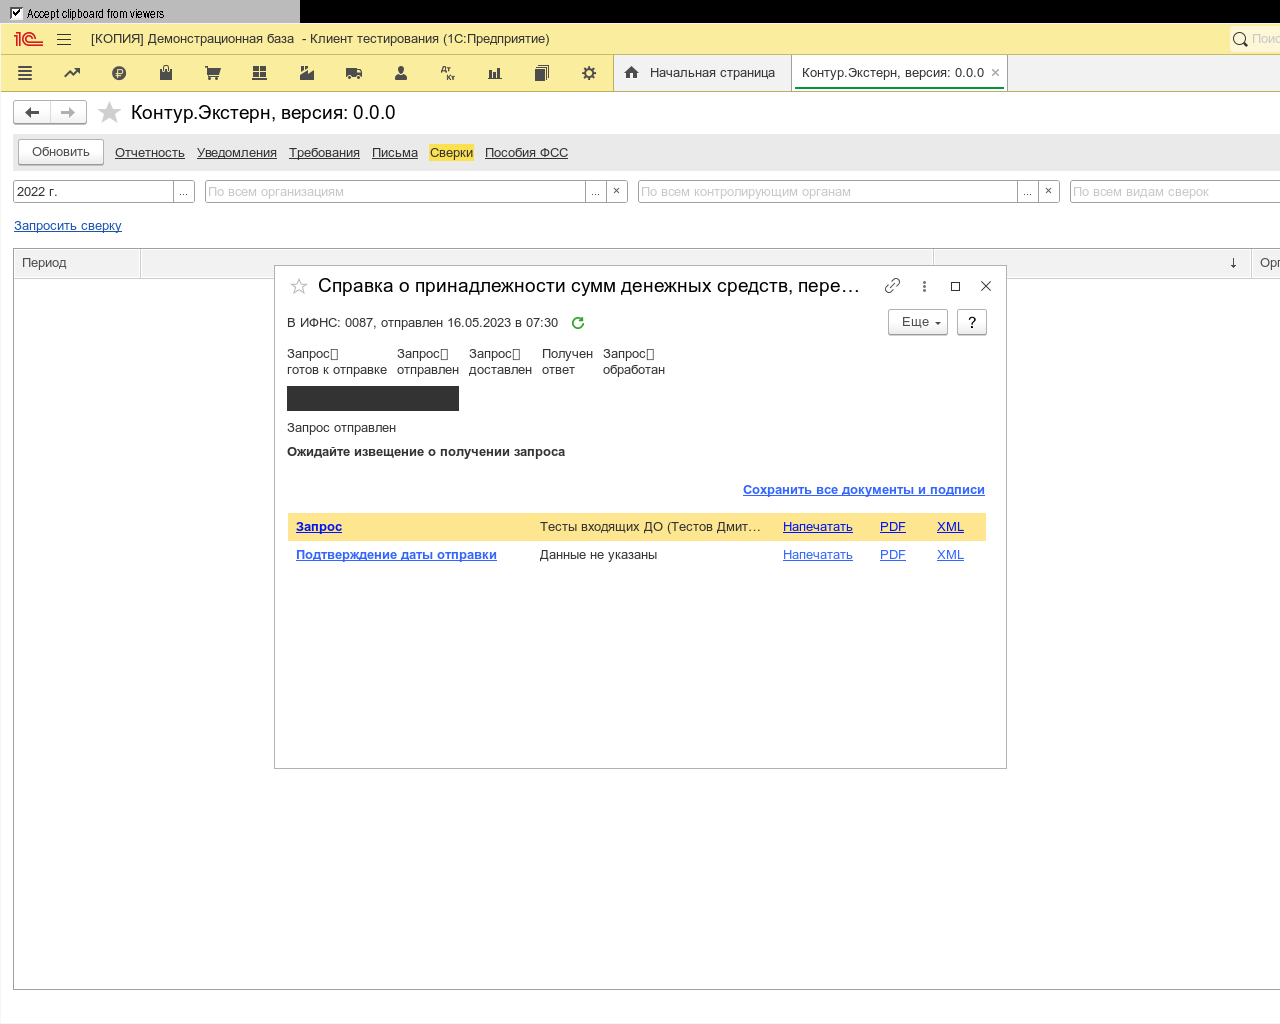 Accept clipboard from viewers
[КОПИЯ] Демонстрационная база - Клиент тестирования (1С:Предприятие)
Поис
Дт
Кт
Начальная страница
Контур.Экстерн, версия: 0.0.0 ×
Контур.Экстерн, версия: 0.0.0
Обновить Отчетность Уведомления Требования Письма Сверки Пособия ФСС
2022 г. ... По всем организациям ... × По всем контролирующим органам ... × По всем видам сверок
Запросить сверку
Период ↓ Орг
Справка о принадлежности сумм денежных средств, пере...
В ИФНС: 0087, отправлен 16.05.2023 в 07:30 Еще ?
Запрос Запрос Запрос Получен Запрос
готов к отправке отправлен доставлен ответ обработан
Запрос отправлен
Ожидайте извещение о получении запроса
Сохранить все документы и подписи
Запрос Тесты входящих ДО (Тестов Дмит... Напечатать PDF XML
Подтверждение даты отправки Данные не указаны Напечатать PDF XML